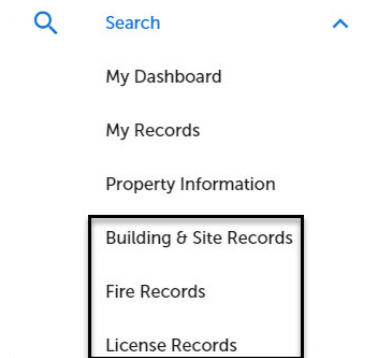 Search
My Dashboard
My Records
Property Information
Building & Site Records
Fire Records
License Records